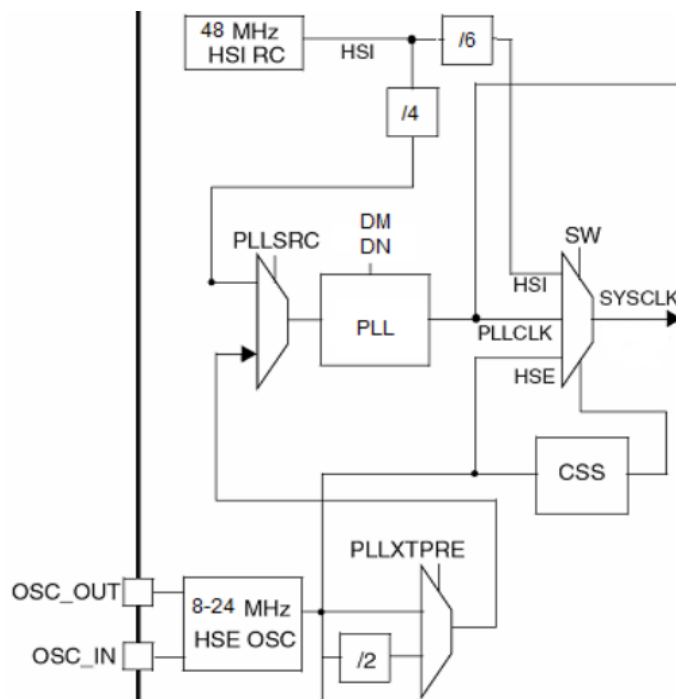 48 MHz
HSI RC
HSI
/6
/4
DM
DN
PLLSRC
SW
HSI
SYSCLK
PLL
PLLCLK
HSE
CSS
PLLXTPRE
OSC_OUT
8-24 MHz
HSE OSC
OSC_IN
/2